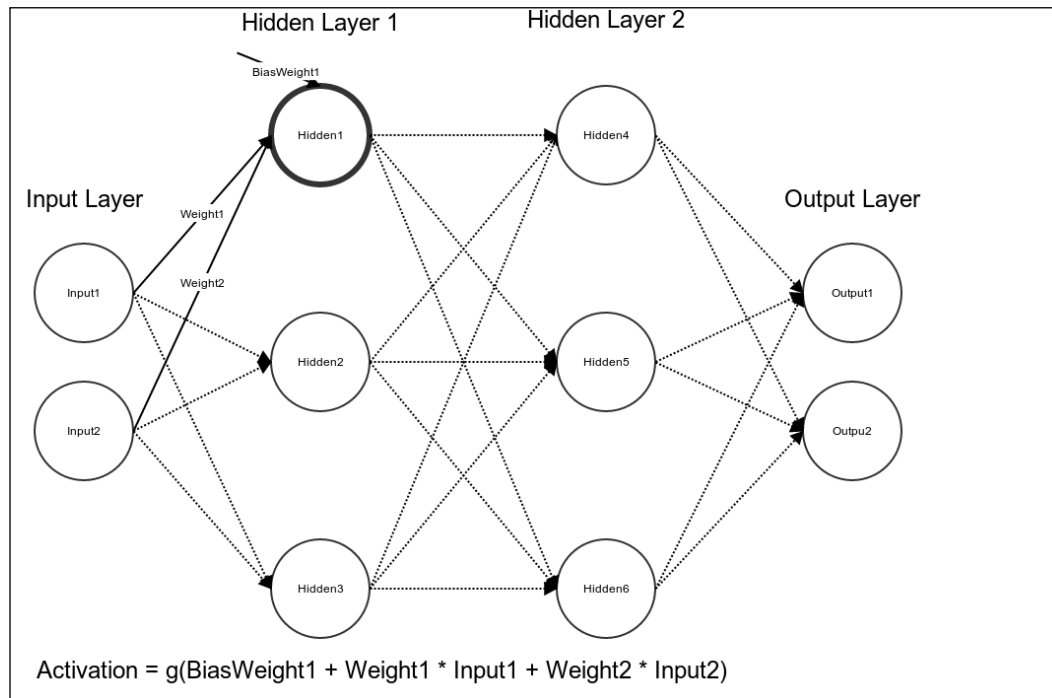 Hidden Layer 1
Hidden Layer 2
BiasWeight1
Hidden1
Hidden4
Input Layer
Output Layer
Weight1
Weight2
Input1
Output1
Hidden2
Hidden5
Input2
Outpu2
Hidden3
Hidden6
Activation = g(BiasWeight1 + Weight1 * Input1 + Weight2 * Input2)